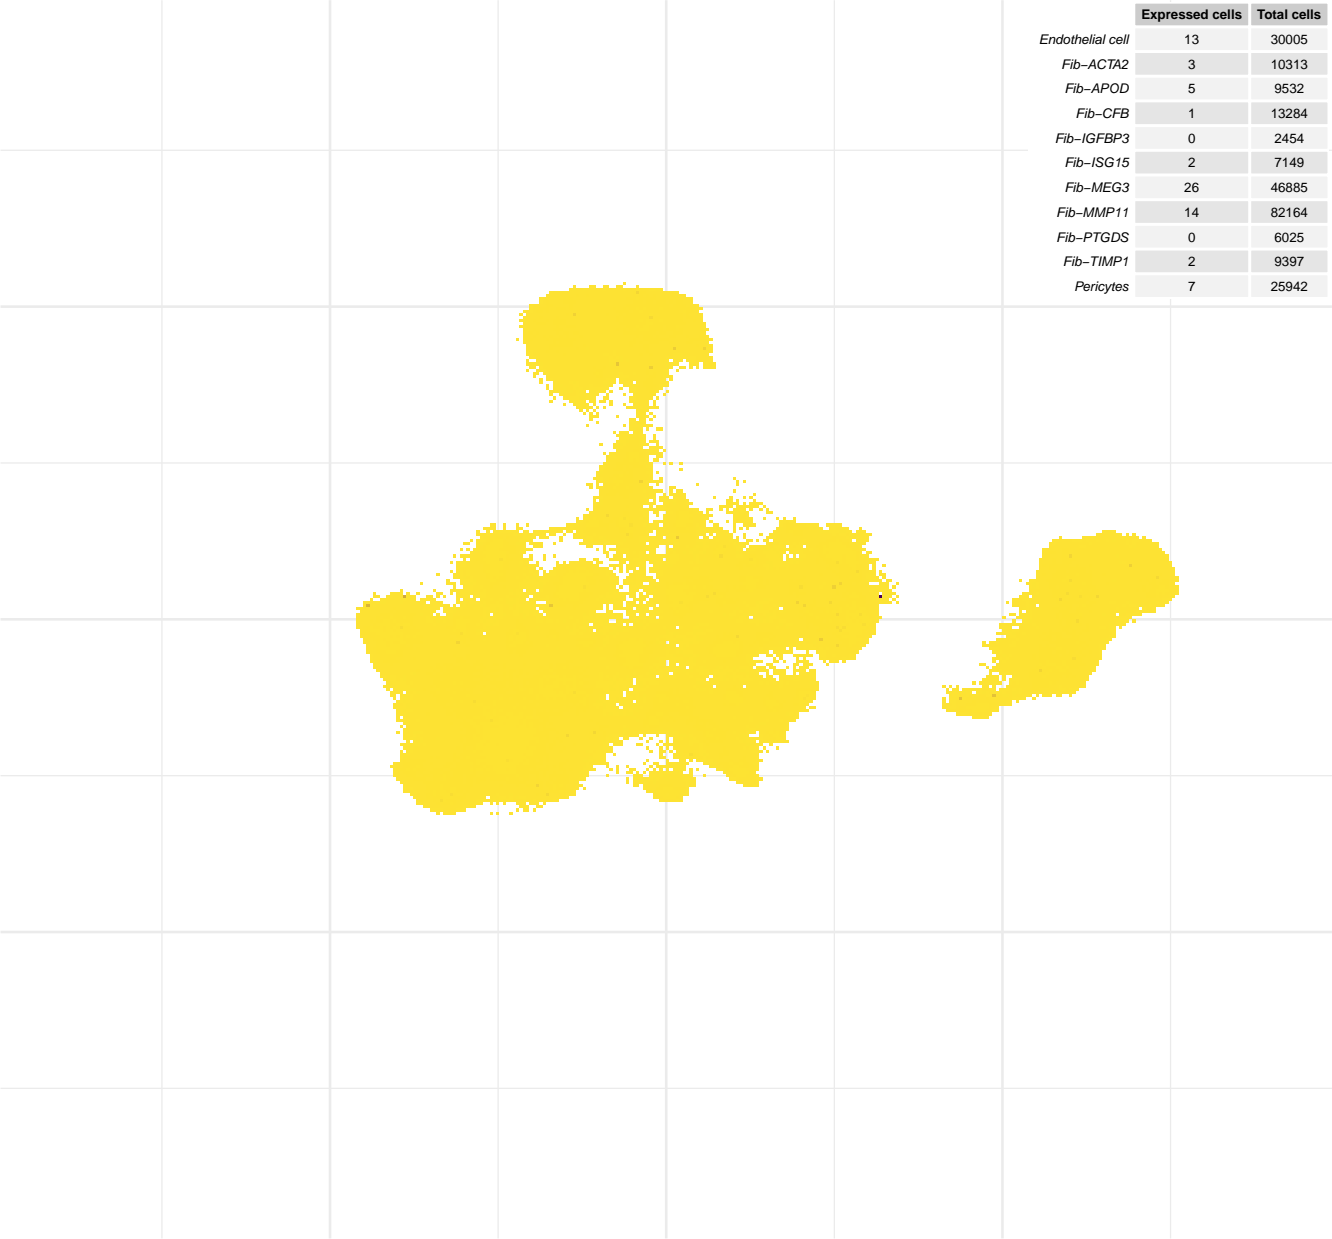 Expressed cells Total cells
Endothelial cell 13 30005
Fib−ACTA2 3 10313
Fib−APOD 5 9532
Fib−CFB 1 13284
Fib−IGFBP3 0 2454
Fib−ISG15 2 7149
Fib−MEG3 26 46885
Fib−MMP11 14 82164
Fib−PTGDS 0 6025
Fib−TIMP1 2 9397
Pericytes 7 25942